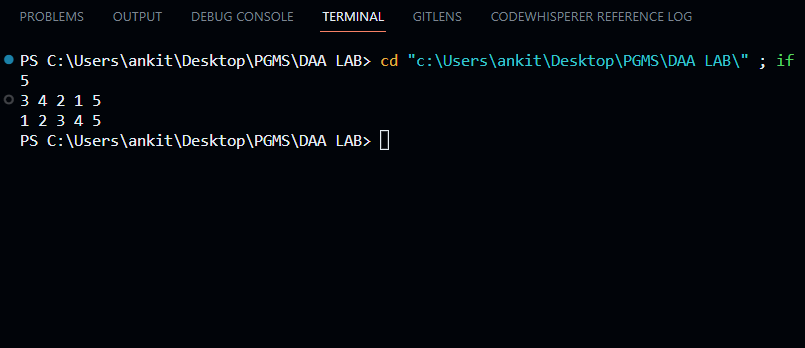 PROBLEMS OUTPUT DEBUG CONSOLE TERMINAL GITLENS CODEWHISPERER REFERENCE LOG
PS C:\Users\ankit\Desktop\PGMS\DAA LAB> cd "c:\Users\ankit\Desktop\PGMS\DAA LAB\" ; if
5
3 4 2 1 5
1 2 3 4 5
PS C:\Users\ankit\Desktop\PGMS\DAA LAB>